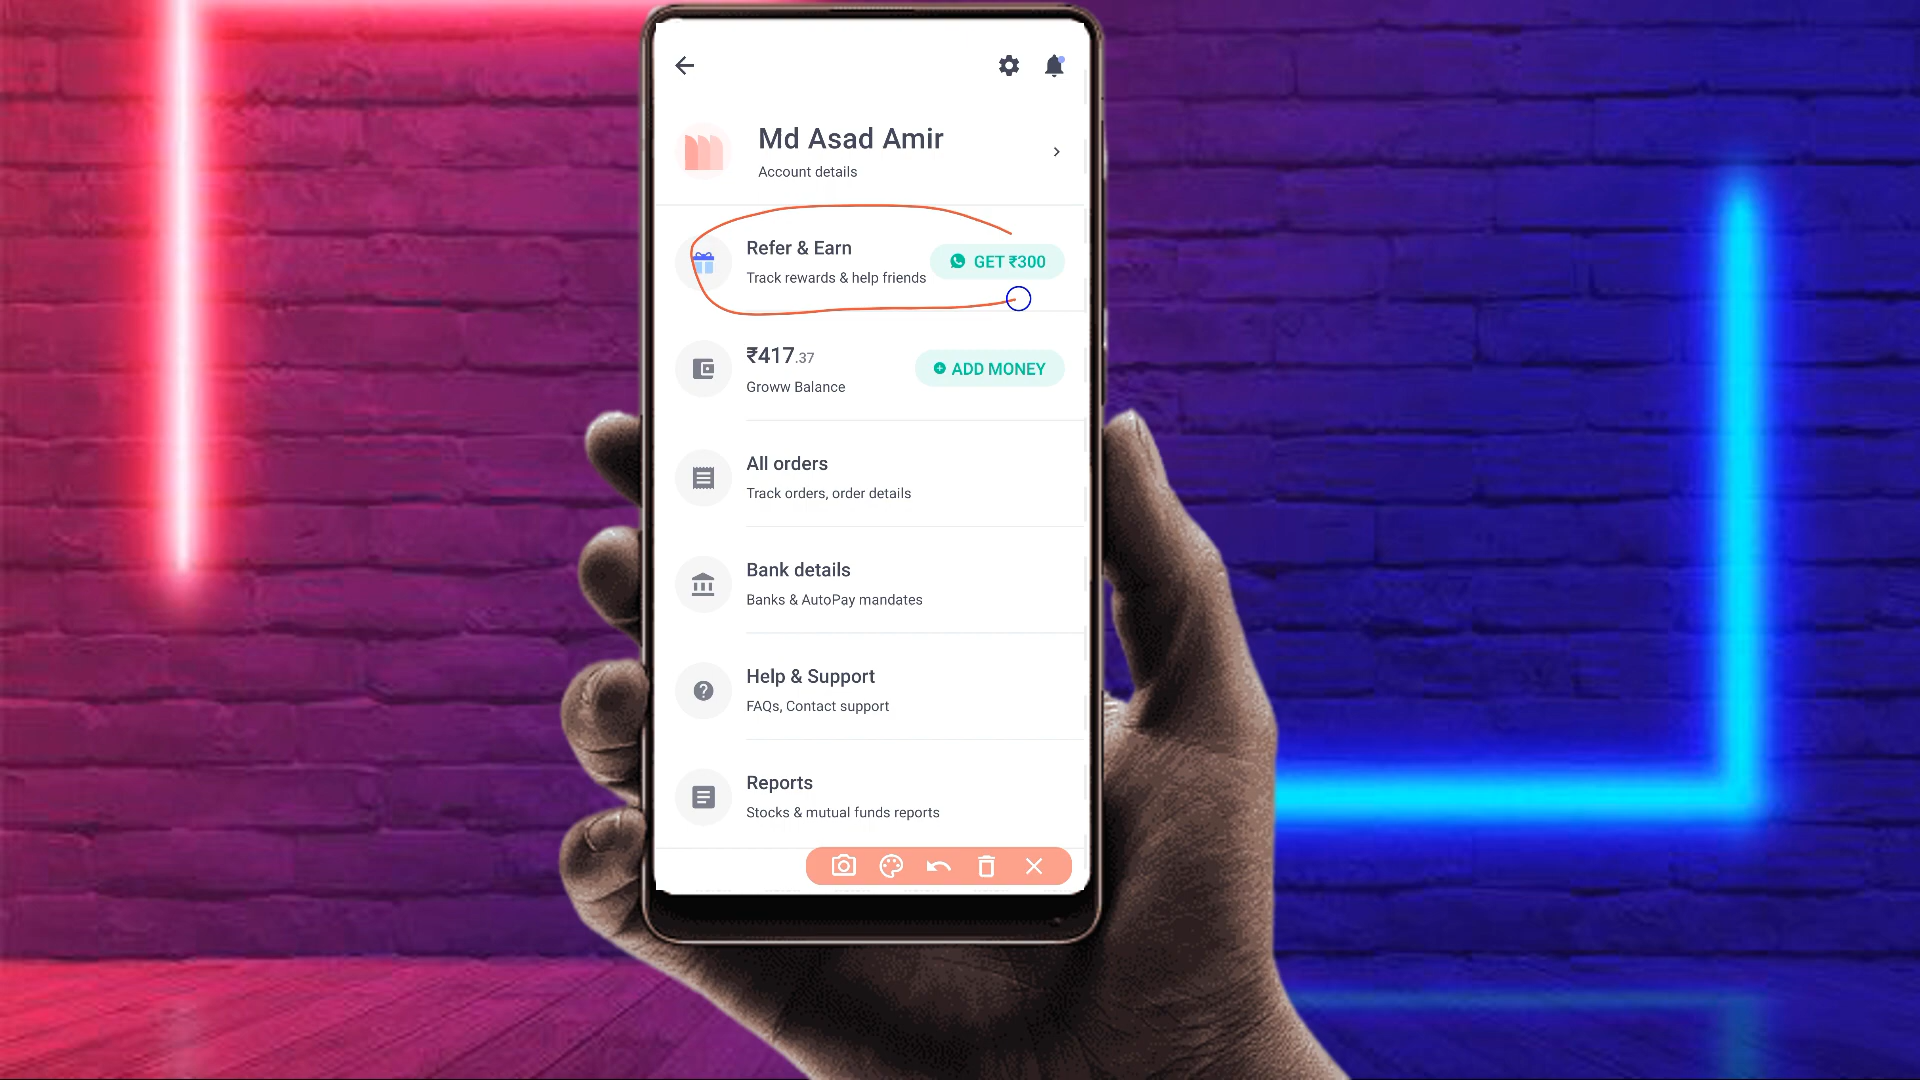 Md Asad Amir
Account details
Refer & Earn
Track rewards & help friends
GET ₹300
₹417.37
Groww Balance
ADD MONEY
All orders
Track orders, order details
Bank details
Banks & AutoPay mandates
Help & Support
FAQs, Contact support
Reports
Stocks & mutual funds reports